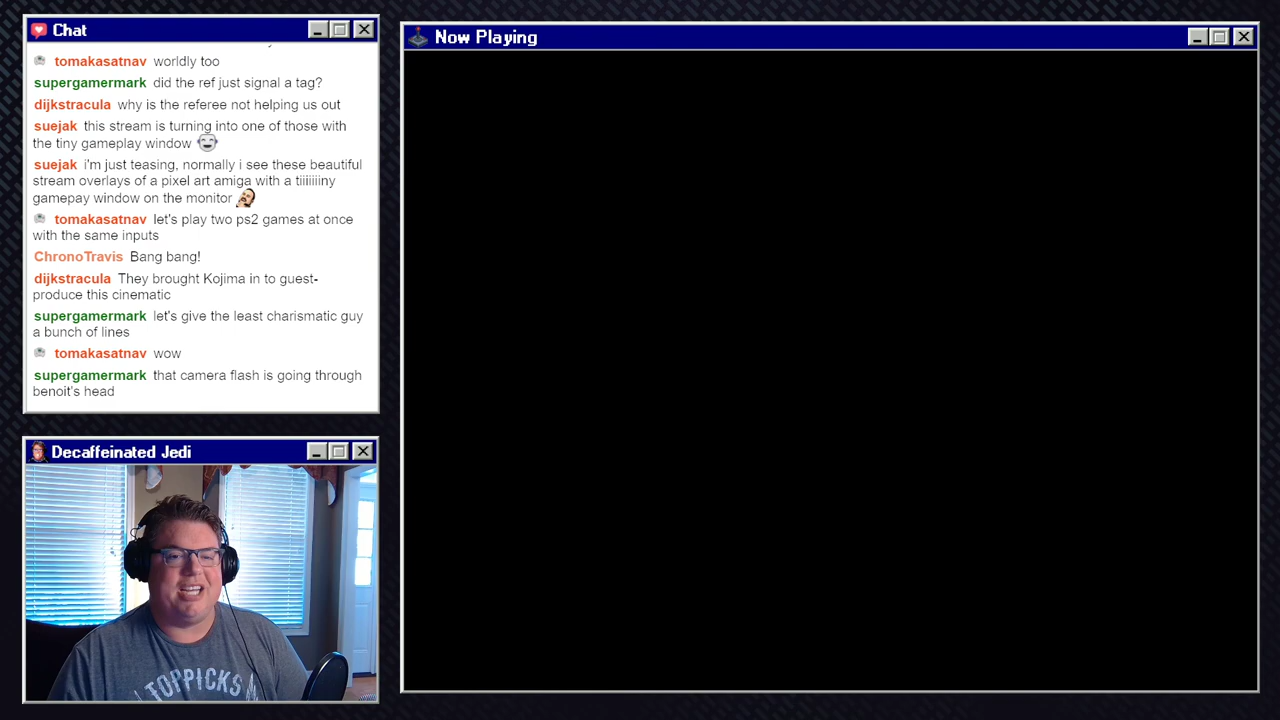 Chat
tomakasatnav worldly too
supergamermark did the ref just signal a tag?
dijkstracula why is the referee not helping us out
suejak this stream is turning into one of those with
the tiny gameplay window
suejak i'm just teasing, normally i see these beautiful
stream overlays of a pixel art amiga with a tiiiiiiny
gamepay window on the monitor
tomakasatnav let's play two ps2 games at once
with the same inputs
ChronoTravis Bang bang!
dijkstracula They brought Kojima in to guest-
produce this cinematic
supergamermark let's give the least charismatic guy
a bunch of lines
tomakasatnav wow
supergamermark that camera flash is going through
benoit's head
Decaffeinated Jedi
TOPPICKS
Now Playing